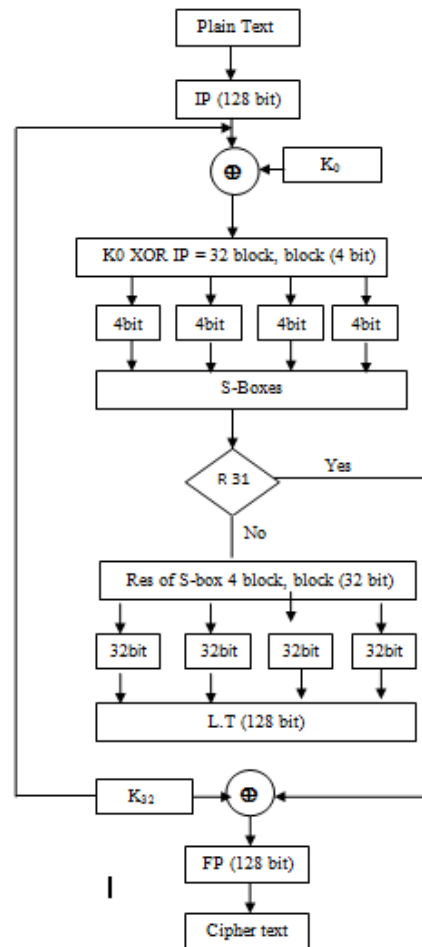 Plain Text
IP (128 bit)
K₀
K0 XOR IP = 32 block, block (4 bit)
4bit 4bit 4bit 4bit
S-Boxes
R 31
Yes
No
Res of S-box 4 block, block (32 bit)
32bit 32bit 32bit 32bit
L.T (128 bit)
K₃₂
FP (128 bit)
Cipher text